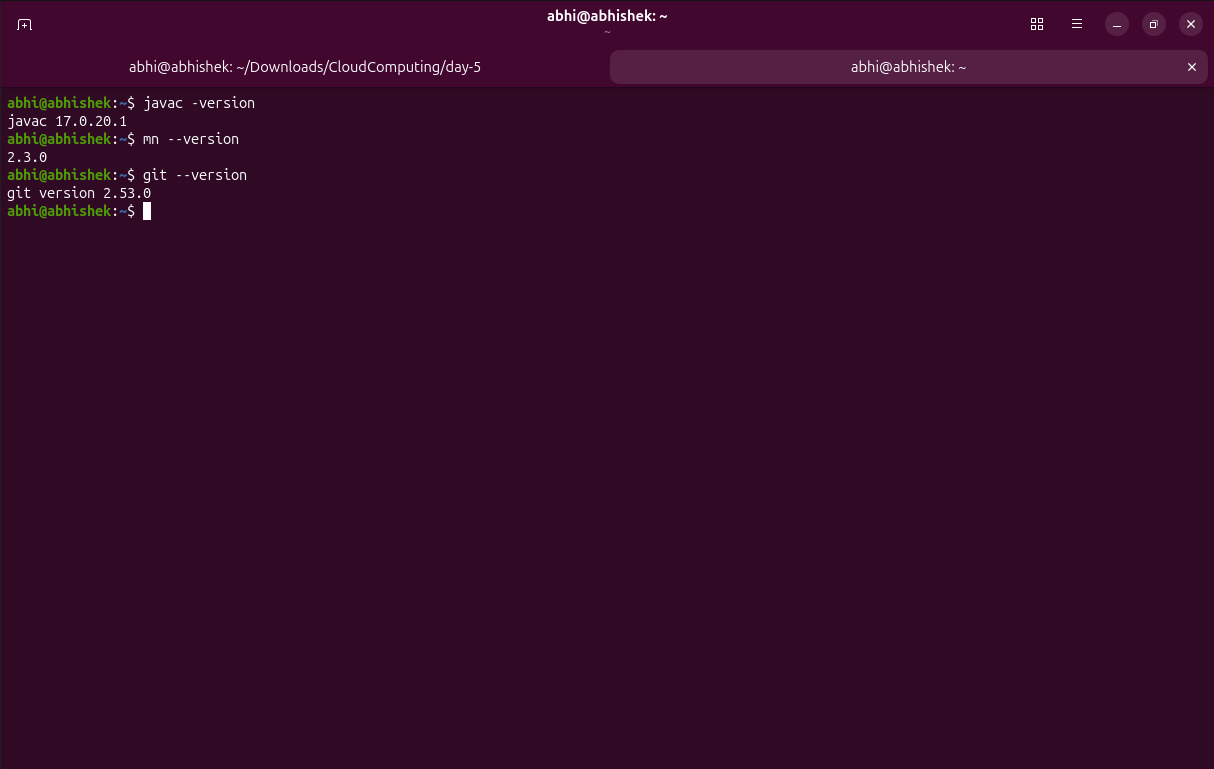 abhi@abhishek: ~
~
abhi@abhishek: ~/Downloads/CloudComputing/day-5
abhi@abhishek: ~
abhi@abhishek:~$ javac -version
javac 17.0.20.1
abhi@abhishek:~$ mn --version
2.3.0
abhi@abhishek:~$ git --version
git version 2.53.0
abhi@abhishek:~$